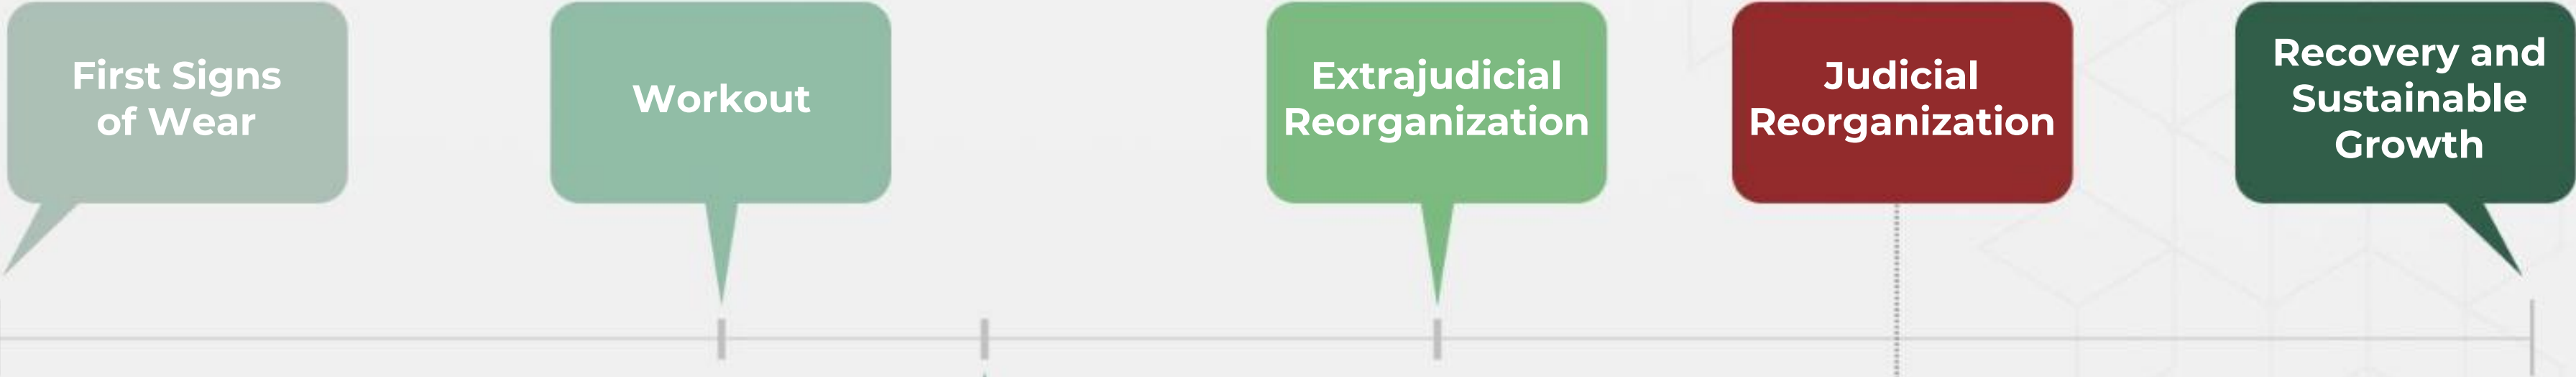 First Signs
of Wear
Workout
Extrajudicial
Reorganization
Judicial
Reorganization
Recovery and
Sustainable
Growth